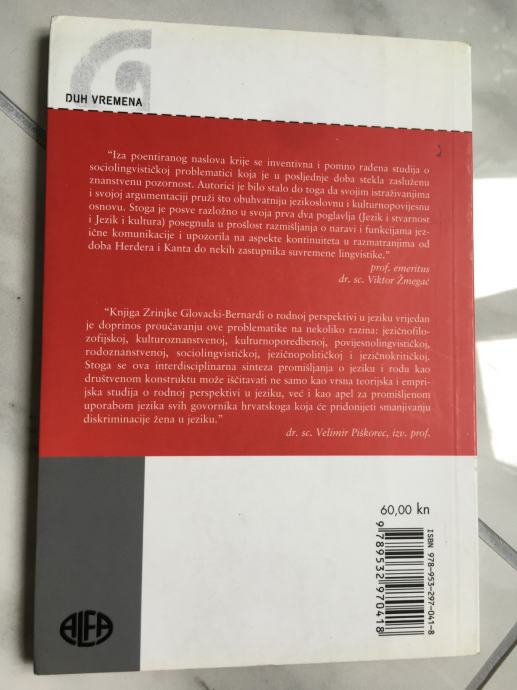 DUH VREMENA
“Iza poentiranog naslova krije se inventivna i pomno rađena studija o
sociolingvističkoj problematici koja je u posljednje doba stekla zasluženu
znanstvenu pozornost. Autorici je bilo stalo do toga da svojim istraživanjima
i svojoj argumentaciji pruži što obuhvatniju jezikoslovnu i kulturnopovijesnu
osnovu. Stoga je posve razložno u svoja prva dva poglavlja (Jezik i stvarnost
i Jezik i kultura) posegnula u prošlost razmišljanja o naravi i funkcijama jez-
ične komunikacije i upozorila na aspekte kontinuiteta u razmatranjima od
doba Herdera i Kanta do nekih zastupnika suvremene lingvistike.”
prof. emeritus
dr. sc. Viktor Žmegač
“Knjiga Zrinjke Glovacki-Bernardi o rodnoj perspektivi u jeziku vrijedan
je doprinos proučavanju ove problematike na nekoliko razina: jezičnofilo-
zofijskoj, kulturoznanstvenoj, kulturnoporedbenoj, povijesnolingvističkoj,
rodoznanstvenoj, sociolingvističkoj, jezičnopolitičkoj i jezičnokritičkoj.
Stoga se ova interdisciplinarna sinteza promišljanja o jeziku i rodu kao
društvenom konstruktu može iščitavati ne samo kao vrsna teorijska i empri-
jska studija o rodnoj perspektivi u jeziku, već i kao apel za promišljenom
uporabom jezika svih govornika hrvatskoga koja će pridonijeti smanjivanju
diskriminacije žena u jeziku.”
dr. sc. Velimir Piškorec, izv. prof.
60,00 kn
ISBN 978-953-297-041-8
9789532970418
ALFA